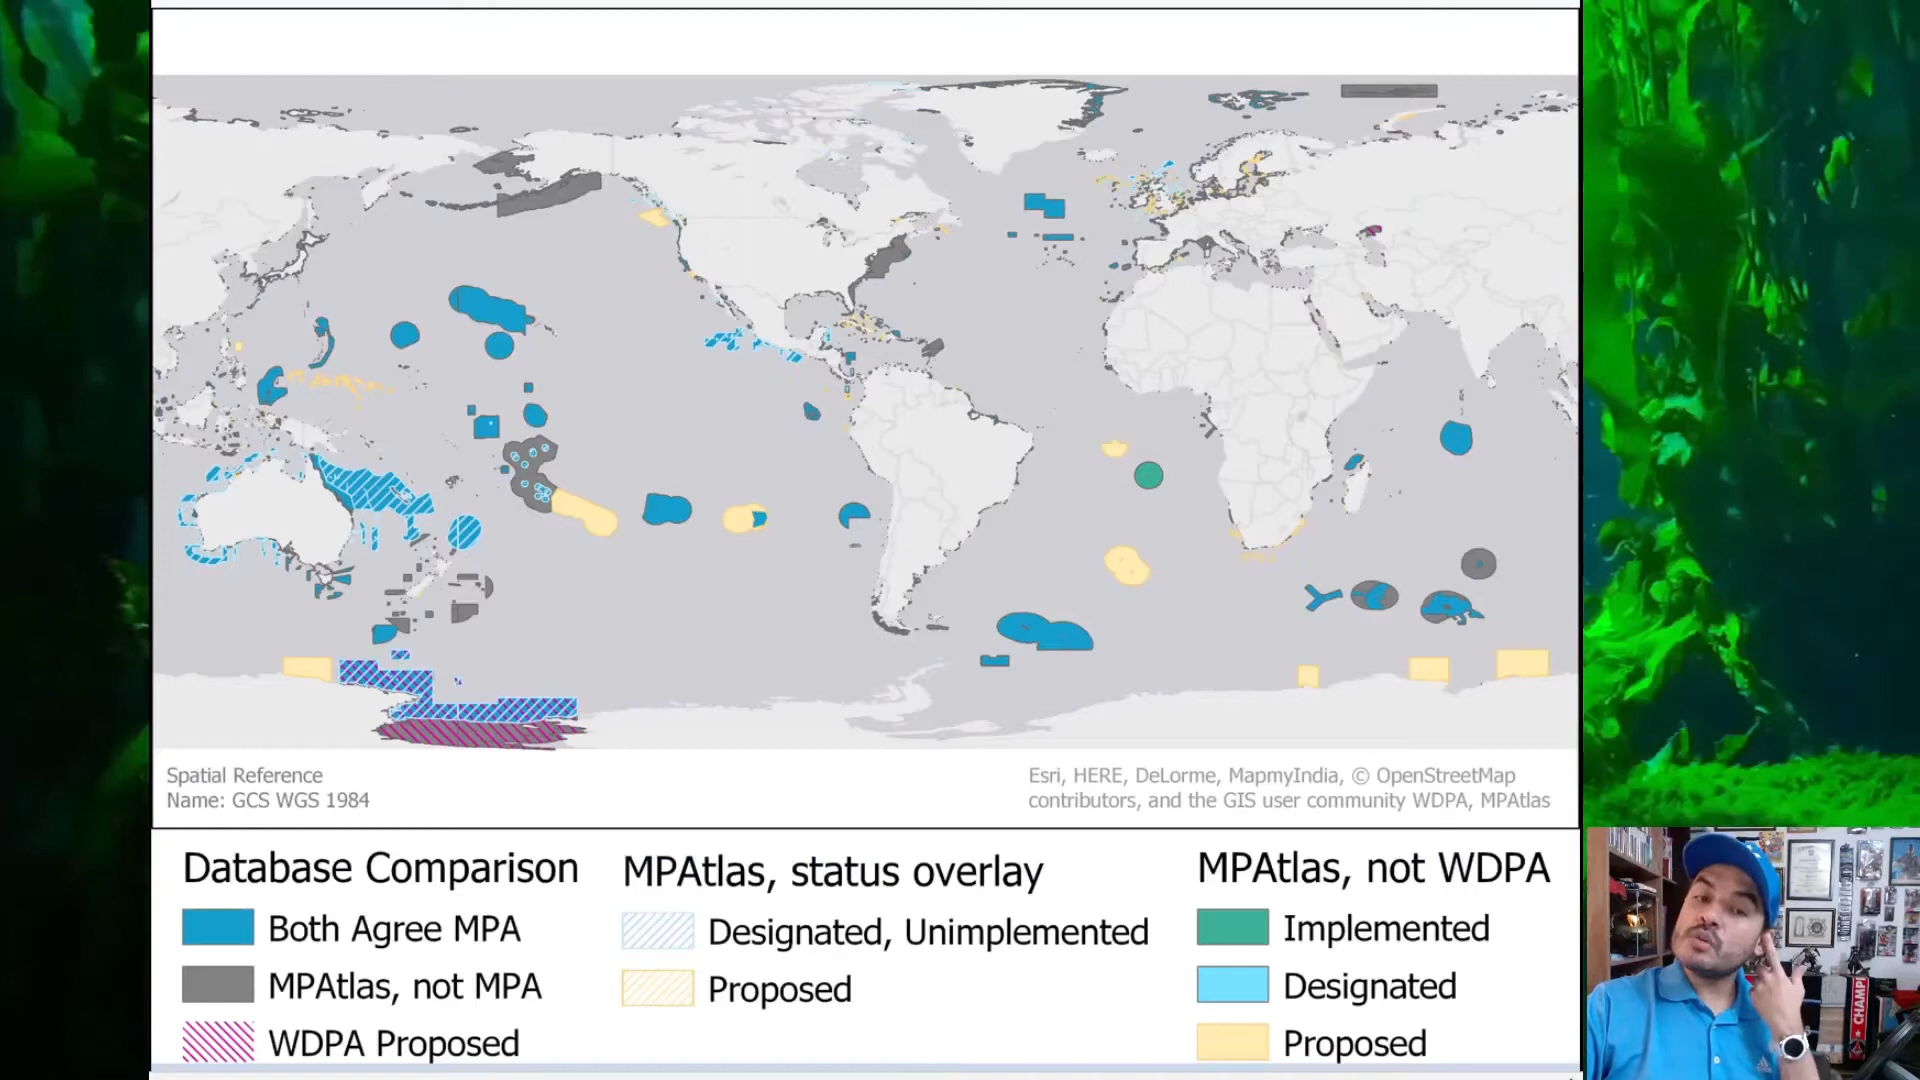 Spatial Reference
Name: GCS WGS 1984
Esri, HERE, DeLorme, MapmyIndia, © OpenStreetMap
contributors, and the GIS user community WDPA, MPAtlas
Database Comparison
Both Agree MPA
MPAtlas, not MPA
WDPA Proposed
MPAtlas, status overlay
Designated, Unimplemented
Proposed
MPAtlas, not WDPA
Implemented
Designated
Proposed
CHAMP